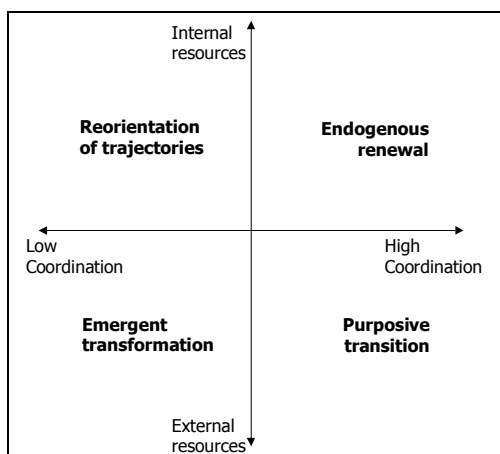 Internal
resources
Reorientation
of trajectories
Endogenous
renewal
Low
Coordination
High
Coordination
Emergent
transformation
Purposive
transition
External
resources